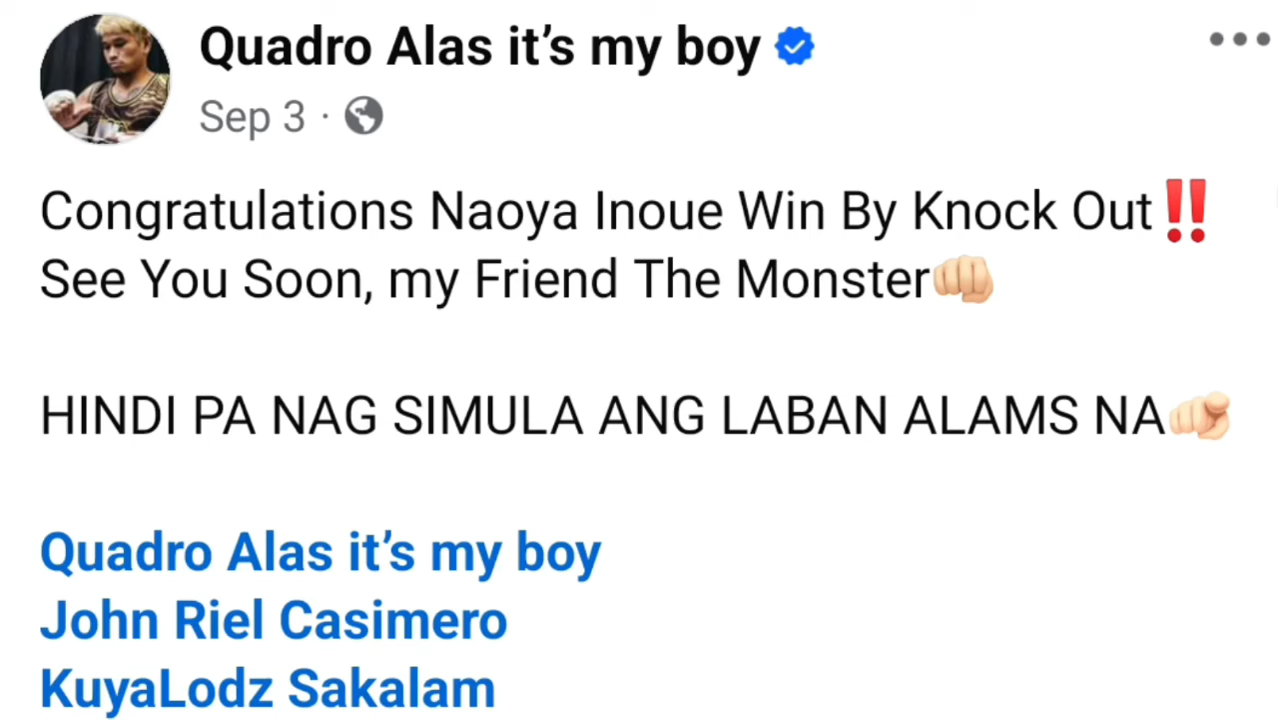 Quadro Alas it’s my boy
Sep 3 ·
Congratulations Naoya Inoue Win By Knock Out‼️
See You Soon, my Friend The Monster👊🏻
HINDI PA NAG SIMULA ANG LABAN ALAMS NA🫵🏻
Quadro Alas it’s my boy
John Riel Casimero
KuyaLodz Sakalam